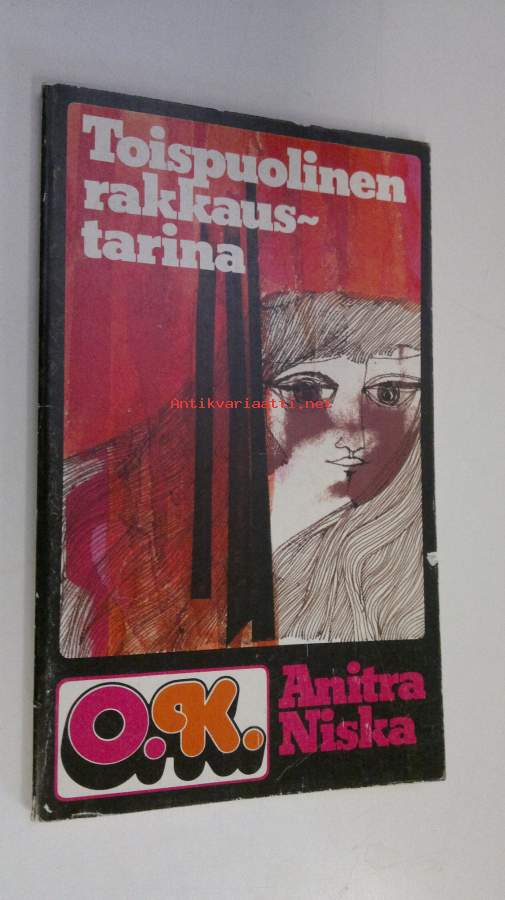 Toispuolinen
rakkaus~
tarina
Antikvariaatti.net
O.K.
Anitra
Niska